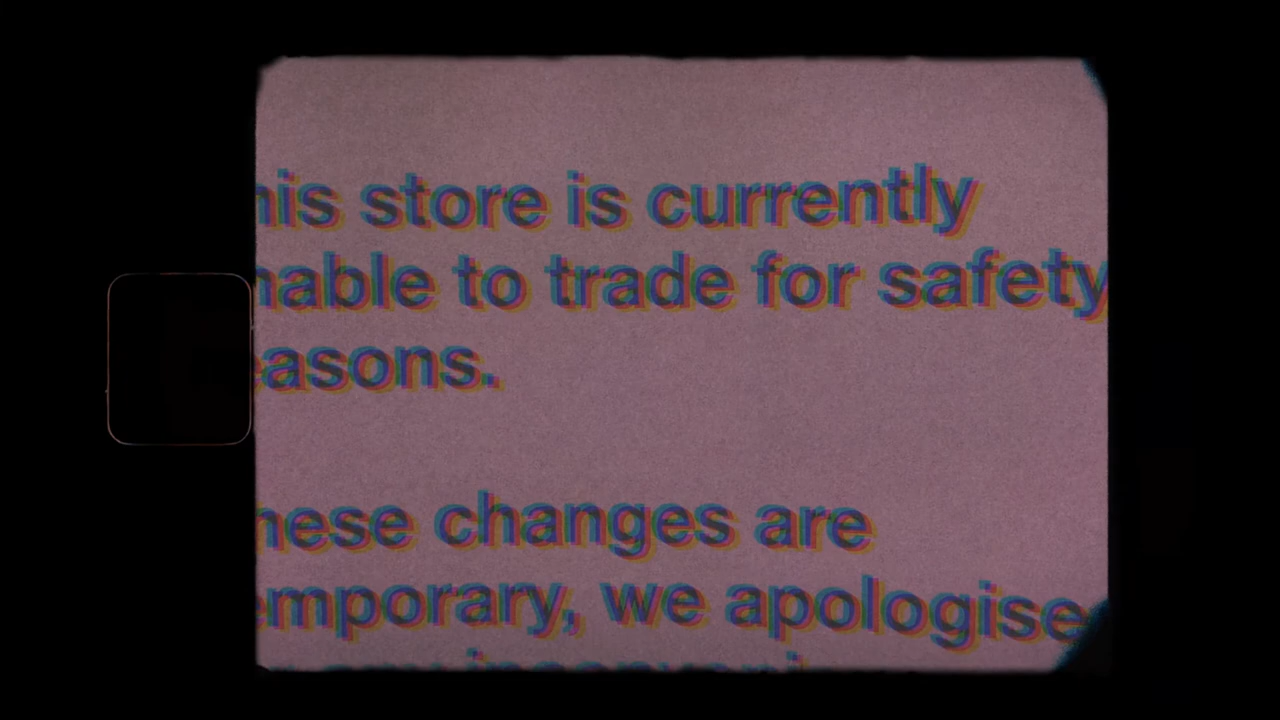 his store is currently
nable to trade for safety
easons.
hese changes are
emporary, we apologise